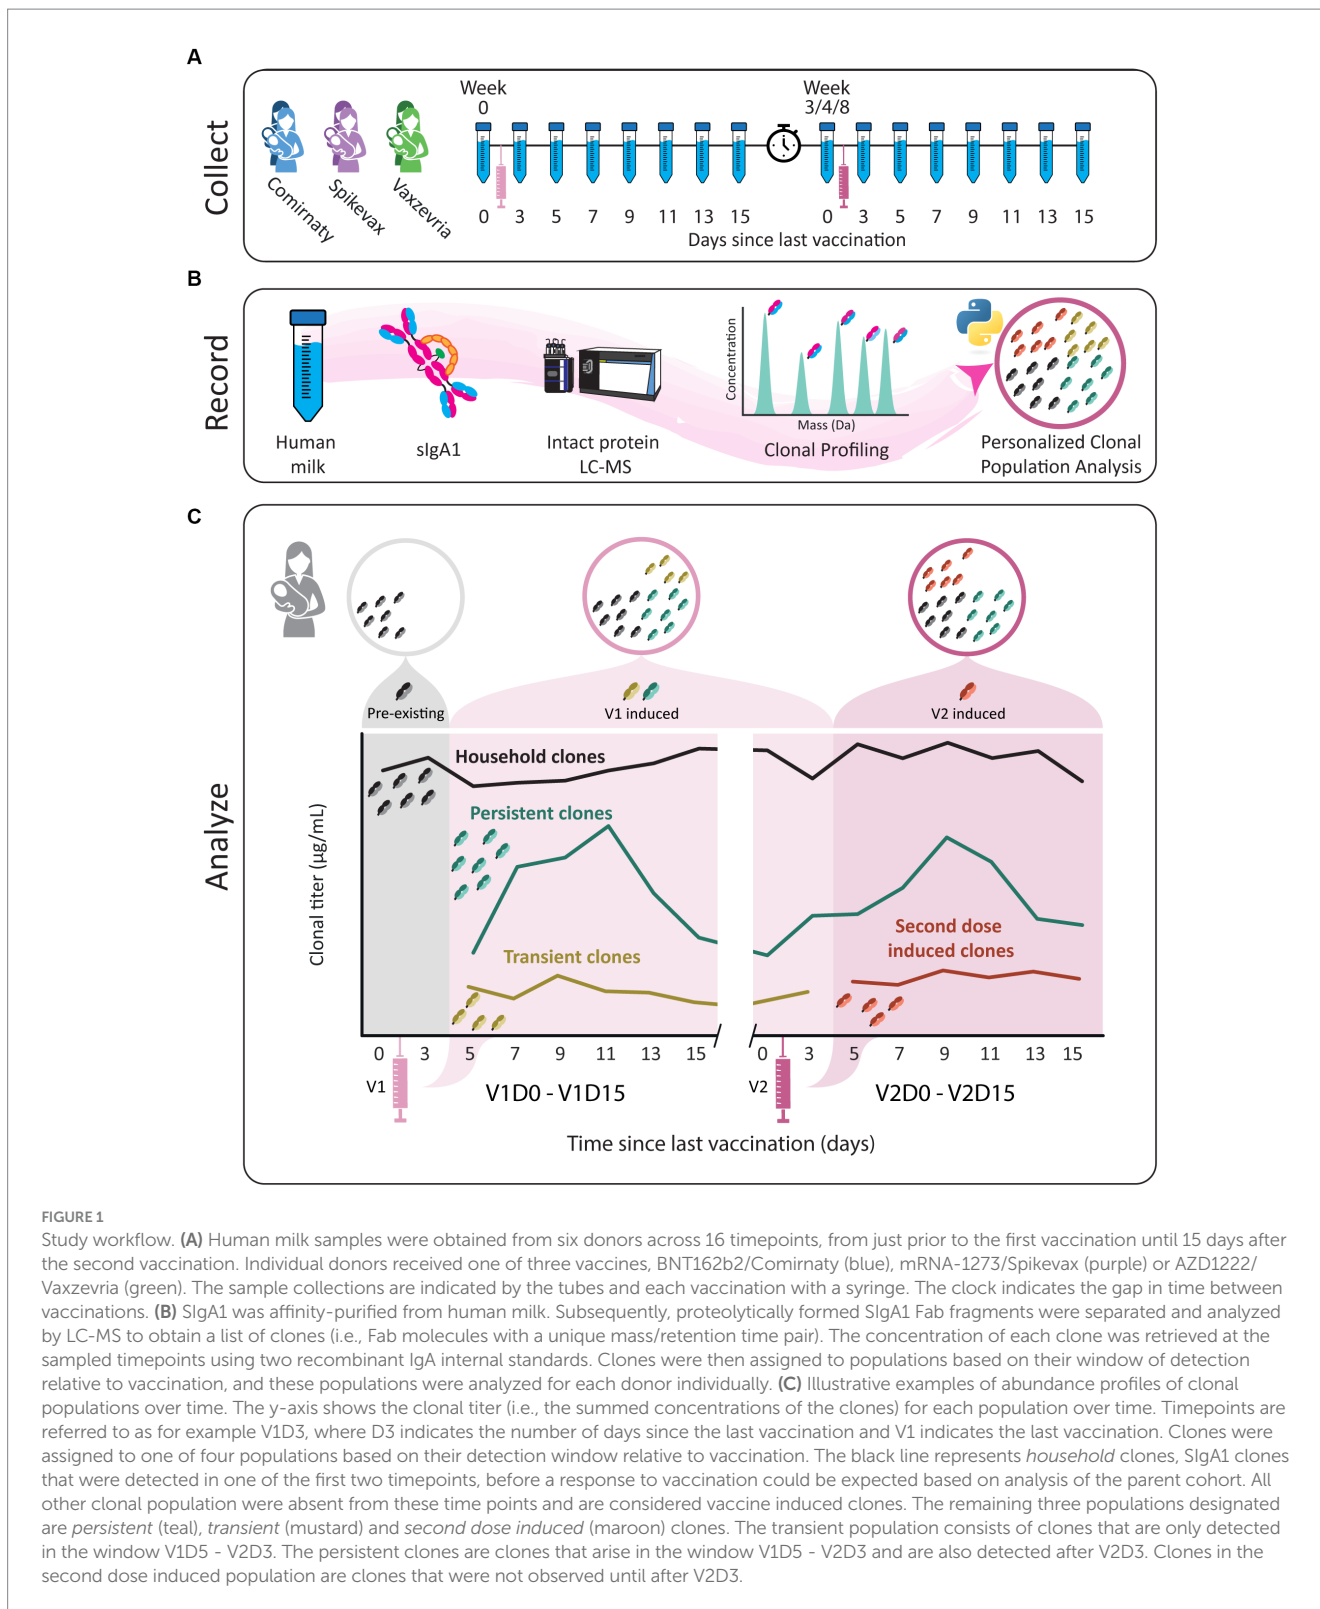 A
Collect
Comirnaty
Spikevax
Vaxzevria
Week
0
Week
3/4/8
0 3 5 7 9 11 13 15 0 3 5 7 9 11 13 15
Days since last vaccination
B
Record
Human
milk
sIgA1
Intact protein
LC-MS
Concentration
Mass (Da)
Clonal Profiling
Personalized Clonal
Population Analysis
C
Analyze
Pre-existing
V1 induced
V2 induced
Clonal titer (µg/mL)
Household clones
Persistent clones
Transient clones
Second dose
induced clones
0 3 5 7 9 11 13 15 0 3 5 7 9 11 13 15
V1
V1D0 - V1D15
V2
V2D0 - V2D15
Time since last vaccination (days)
FIGURE 1
Study workflow. (A) Human milk samples were obtained from six donors across 16 timepoints, from just prior to the first vaccination until 15 days after
the second vaccination. Individual donors received one of three vaccines, BNT162b2/Comirnaty (blue), mRNA-1273/Spikevax (purple) or AZD1222/
Vaxzevria (green). The sample collections are indicated by the tubes and each vaccination with a syringe. The clock indicates the gap in time between
vaccinations. (B) SIgA1 was affinity-purified from human milk. Subsequently, proteolytically formed SIgA1 Fab fragments were separated and analyzed
by LC-MS to obtain a list of clones (i.e., Fab molecules with a unique mass/retention time pair). The concentration of each clone was retrieved at the
sampled timepoints using two recombinant IgA internal standards. Clones were then assigned to populations based on their window of detection
relative to vaccination, and these populations were analyzed for each donor individually. (C) Illustrative examples of abundance profiles of clonal
populations over time. The y-axis shows the clonal titer (i.e., the summed concentrations of the clones) for each population over time. Timepoints are
referred to as for example V1D3, where D3 indicates the number of days since the last vaccination and V1 indicates the last vaccination. Clones were
assigned to one of four populations based on their detection window relative to vaccination. The black line represents household clones, SIgA1 clones
that were detected in one of the first two timepoints, before a response to vaccination could be expected based on analysis of the parent cohort. All
other clonal population were absent from these time points and are considered vaccine induced clones. The remaining three populations designated
are persistent (teal), transient (mustard) and second dose induced (maroon) clones. The transient population consists of clones that are only detected
in the window V1D5 - V2D3. The persistent clones are clones that arise in the window V1D5 - V2D3 and are also detected after V2D3. Clones in the
second dose induced population are clones that were not observed until after V2D3.